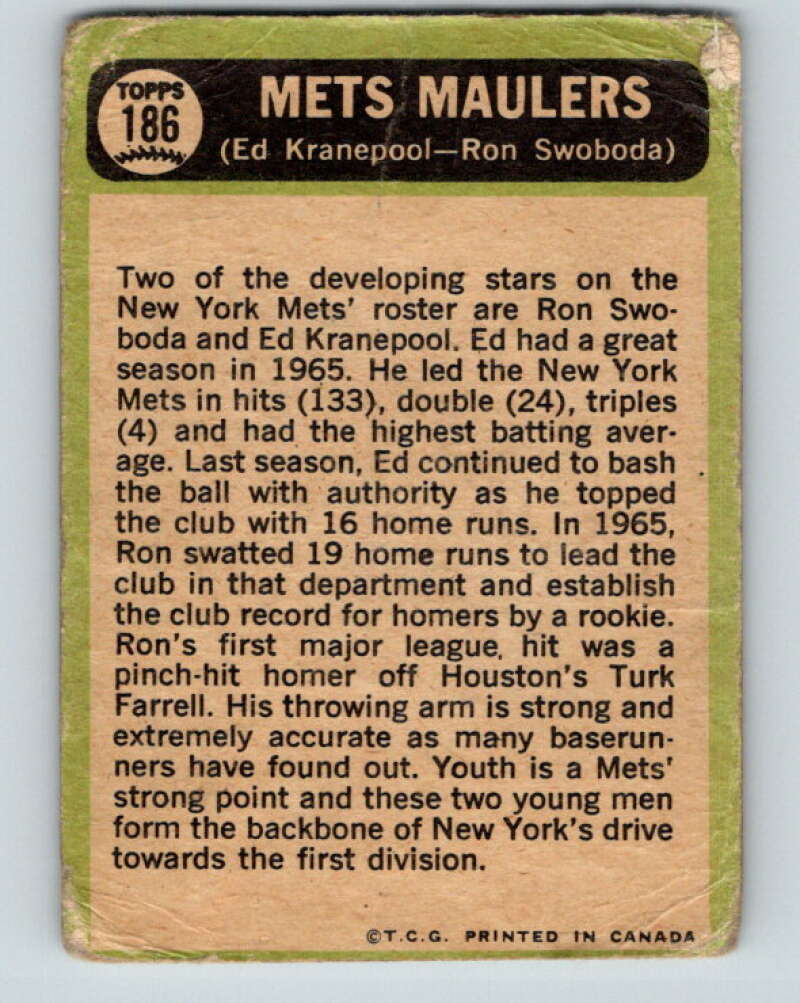 TOPPS
186
METS MAULERS
(Ed Kranepool—Ron Swoboda)
Two of the developing stars on the
New York Mets' roster are Ron Swo-
boda and Ed Kranepool. Ed had a great
season in 1965. He led the New York
Mets in hits (133), double (24), triples
(4) and had the highest batting aver-
age. Last season, Ed continued to bash
the ball with authority as he topped
the club with 16 home runs. In 1965,
Ron swatted 19 home runs to lead the
club in that department and establish
the club record for homers by a rookie.
Ron's first major league, hit was a
pinch-hit homer off Houston's Turk
Farrell. His throwing arm is strong and
extremely accurate as many baserun-
ners have found out. Youth is a Mets'
strong point and these two young men
form the backbone of New York's drive
towards the first division.
©T.C.G. PRINTED IN CANADA